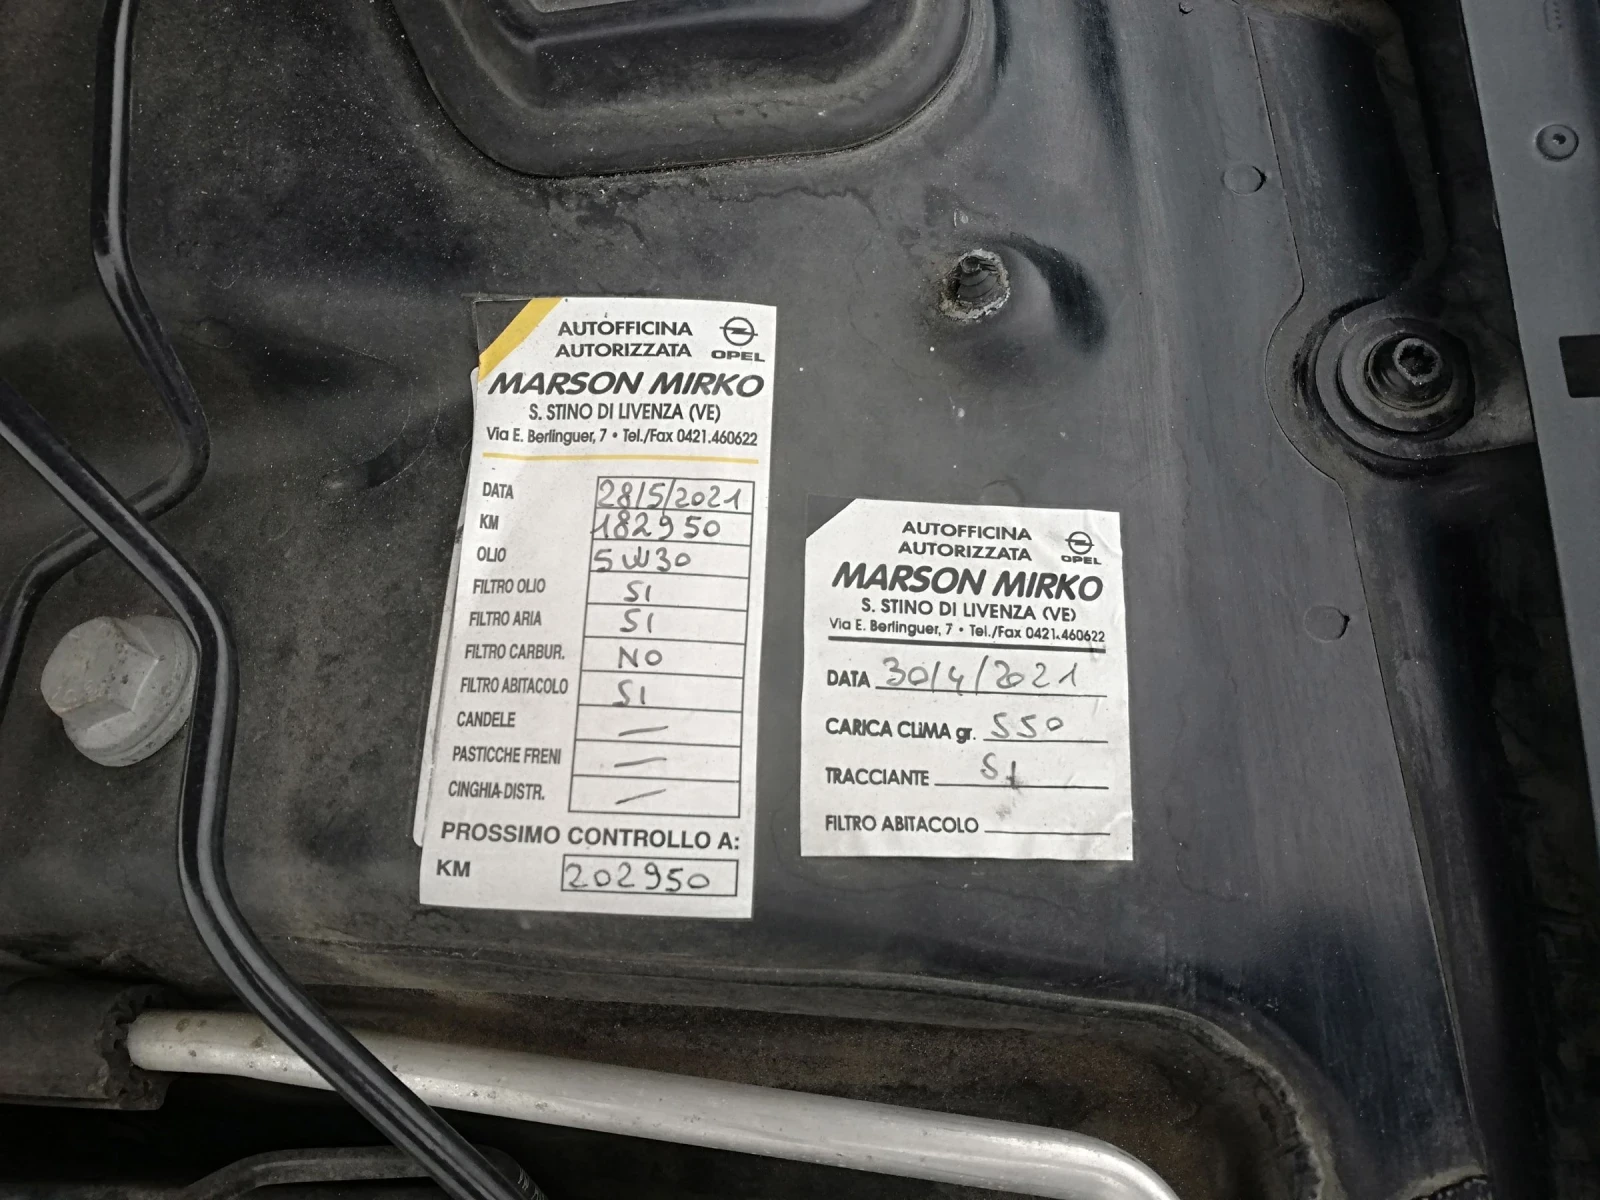 AUTOFFICINA
AUTORIZZATA OPEL
MARSON MIRKO
S. STINO DI LIVENZA (VE)
Via E. Berlinguer, 7 • Tel./Fax 0421.460622
DATA 28/5/2021
KM 182950
OLIO 5W30
FILTRO OLIO SI
FILTRO ARIA SI
FILTRO CARBUR. NO
FILTRO ABITACOLO SI
CANDELE —
PASTICCHE FRENI —
CINGHIA DISTR. —
PROSSIMO CONTROLLO A:
KM 202950
AUTOFFICINA
AUTORIZZATA OPEL
MARSON MIRKO
S. STINO DI LIVENZA (VE)
Via E. Berlinguer, 7 • Tel./Fax 0421.460622
DATA 30/4/2021
CARICA CLIMA gr. 550
TRACCIANTE SI
FILTRO ABITACOLO